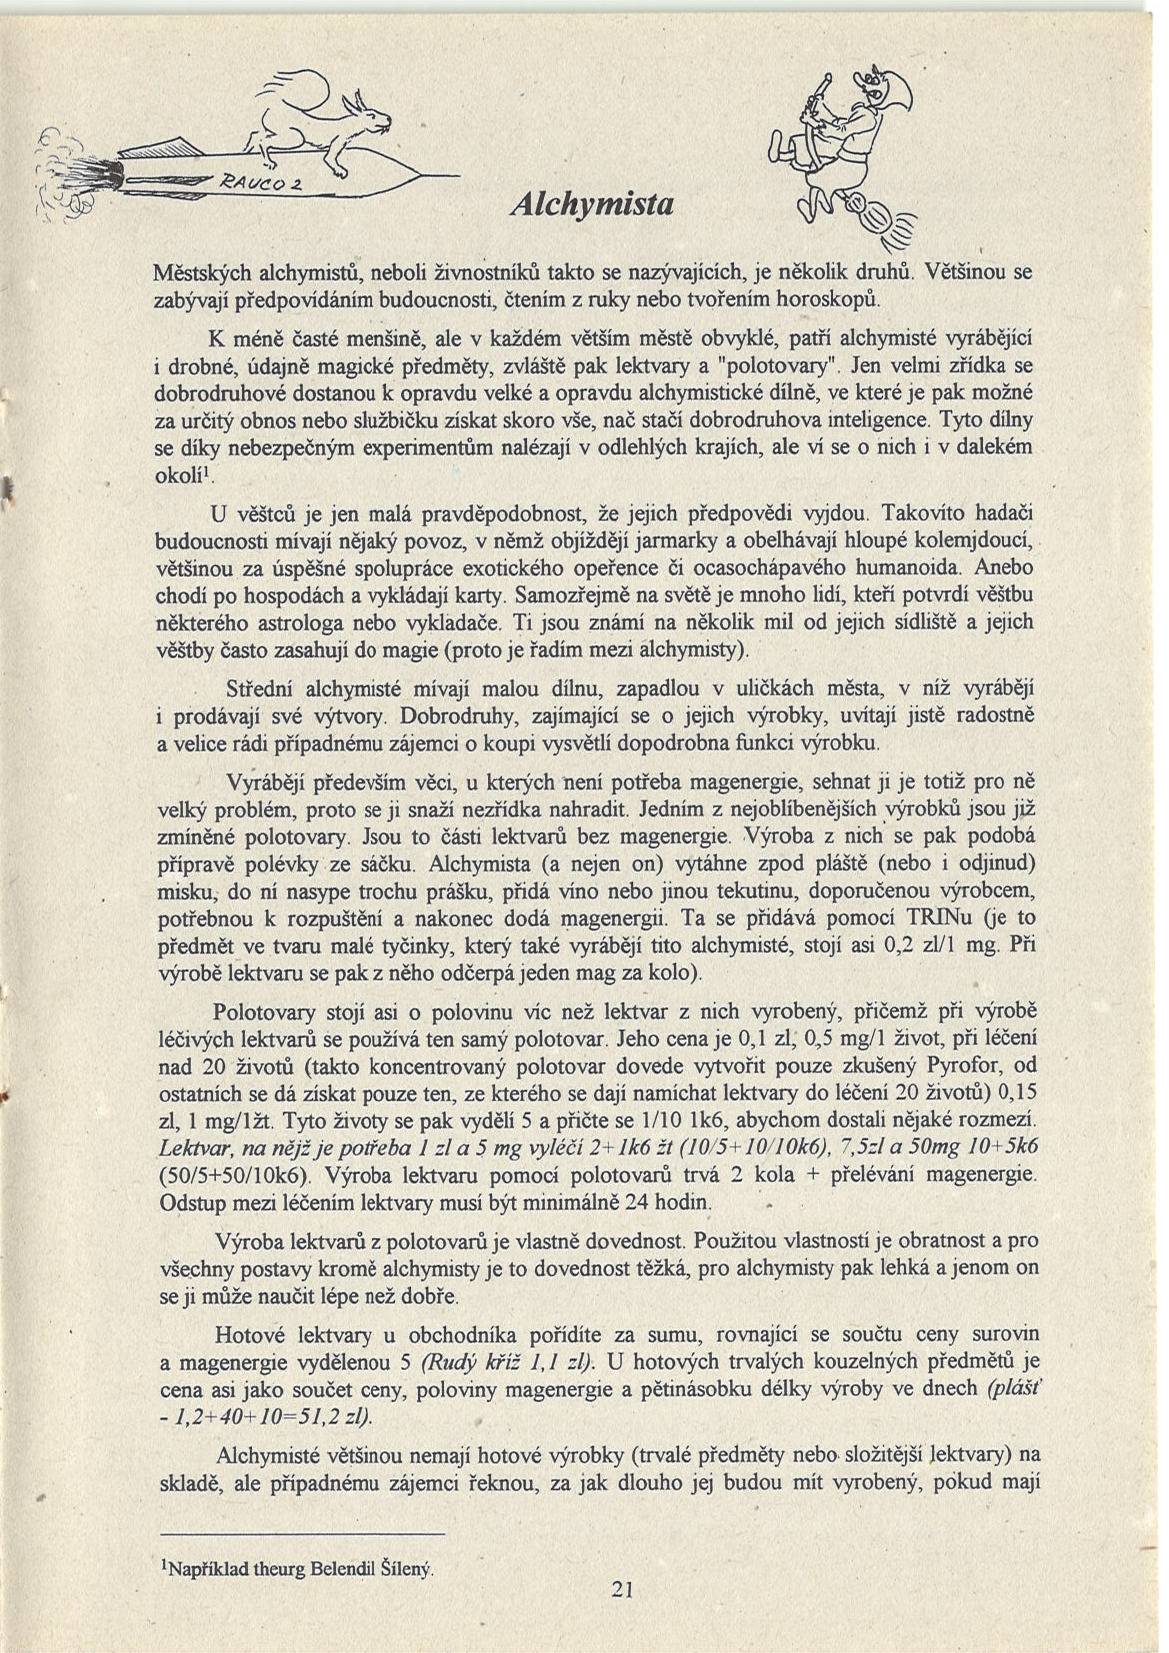 RAUCO 2
Alchymista
Městských alchymistů, neboli živnostníků takto se nazývajících, je několik druhů. Většinou se
zabývají předpovídáním budoucnosti, čtením z ruky nebo tvořením horoskopů.
K méně časté menšině, ale v každém větším městě obvyklé, patří alchymisté vyrábějící
i drobné, údajně magické předměty, zvláště pak lektvary a "polotovary". Jen velmi zřídka se
dobrodruhové dostanou k opravdu velké a opravdu alchymistické dílně, ve které je pak možné
za určitý obnos nebo službičku získat skoro vše, nač stačí dobrodruhova inteligence. Tyto dílny
se díky nebezpečným experimentům nalézají v odlehlých krajích, ale ví se o nich i v dalekém
okolí¹.
U věštců je jen malá pravděpodobnost, že jejich předpovědi vyjdou. Takovíto hadači
budoucnosti mívají nějaký povoz, v němž objíždějí jarmarky a obelhávají hloupé kolemjdoucí,
většinou za úspěšné spolupráce exotického opeřence či ocasochápavého humanoida. Anebo
chodí po hospodách a vykládají karty. Samozřejmě na světě je mnoho lidí, kteří potvrdí věštbu
některého astrologa nebo vykladače. Ti jsou známí na několik mil od jejich sídliště a jejich
věštby často zasahují do magie (proto je řadím mezi alchymisty).
Střední alchymisté mívají malou dílnu, zapadlou v uličkách města, v níž vyrábějí
i prodávají své výtvory. Dobrodruhy, zajímající se o jejich výrobky, uvítají jistě radostně
a velice rádi případnému zájemci o koupi vysvětlí dopodrobna funkci výrobku.
Vyrábějí především věci, u kterých není potřeba magenergie, sehnat ji je totiž pro ně
velký problém, proto se ji snaží nezřídka nahradit. Jedním z nejoblíbenějších výrobků jsou již
zmíněné polotovary. Jsou to části lektvarů bez magenergie. Výroba z nich se pak podobá
přípravě polévky ze sáčku. Alchymista (a nejen on) vytáhne zpod pláště (nebo i odjinud)
misku, do ní nasype trochu prášku, přidá víno nebo jinou tekutinu, doporučenou výrobcem,
potřebnou k rozpuštění a nakonec dodá magenergii. Ta se přidává pomocí TRINu (je to
předmět ve tvaru malé tyčinky, který také vyrábějí tito alchymisté, stojí asi 0,2 zl/1 mg. Při
výrobě lektvaru se pak z něho odčerpá jeden mag za kolo).
Polotovary stojí asi o polovinu víc než lektvar z nich vyrobený, přičemž při výrobě
léčivých lektvarů se používá ten samý polotovar. Jeho cena je 0,1 zl, 0,5 mg/1 život, při léčení
nad 20 životů (takto koncentrovaný polotovar dovede vytvořit pouze zkušený Pyrofor, od
ostatních se dá získat pouze ten, ze kterého se dají namíchat lektvary do léčení 20 životů) 0,15
zl, 1 mg/1žt. Tyto životy se pak vydělí 5 a přičte se 1/10 1k6, abychom dostali nějaké rozmezí.
Lektvar, na nějž je potřeba 1 zl a 5 mg vyléčí 2+1k6 žt (10/5+10/10k6), 7,5zl a 50mg 10+5k6
(50/5+50/10k6). Výroba lektvaru pomocí polotovarů trvá 2 kola + přelévání magenergie.
Odstup mezi léčením lektvary musí být minimálně 24 hodin.
Výroba lektvarů z polotovarů je vlastně dovednost. Použitou vlastností je obratnost a pro
všechny postavy kromě alchymisty je to dovednost těžká, pro alchymisty pak lehká a jenom on
se ji může naučit lépe než dobře.
Hotové lektvary u obchodníka pořídíte za sumu, rovnající se součtu ceny surovin
a magenergie vydělenou 5 (Rudý kříž 1,1 zl). U hotových trvalých kouzelných předmětů je
cena asi jako součet ceny, poloviny magenergie a pětinásobku délky výroby ve dnech (plášť
- 1,2+40+10=51,2 zl).
Alchymisté většinou nemají hotové výrobky (trvalé předměty nebo složitější lektvary) na
skladě, ale případnému zájemci řeknou, za jak dlouho jej budou mít vyrobený, pokud mají
¹Například theurg Belendil Šílený.
21